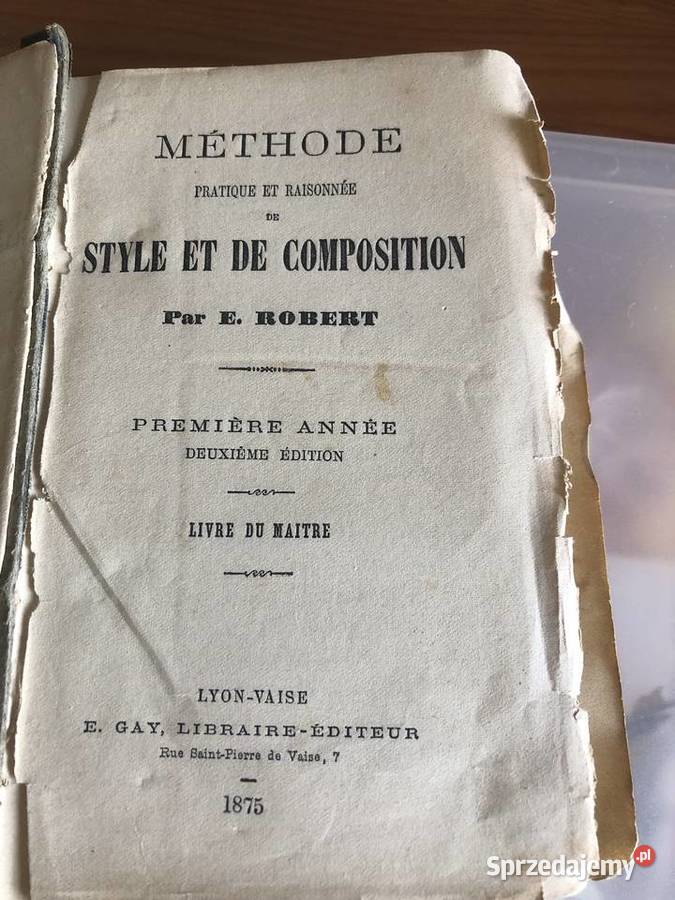 MÉTHODE
PRATIQUE ET RAISONNÉE
DE
STYLE ET DE COMPOSITION
Par E. ROBERT
PREMIÈRE ANNÉE
DEUXIÈME ÉDITION
LIVRE DU MAITRE
LYON-VAISE
E. GAY, LIBRAIRE-ÉDITEUR
Rue Saint-Pierre de Vaise, 7
1875
Sprzedajemy.pl